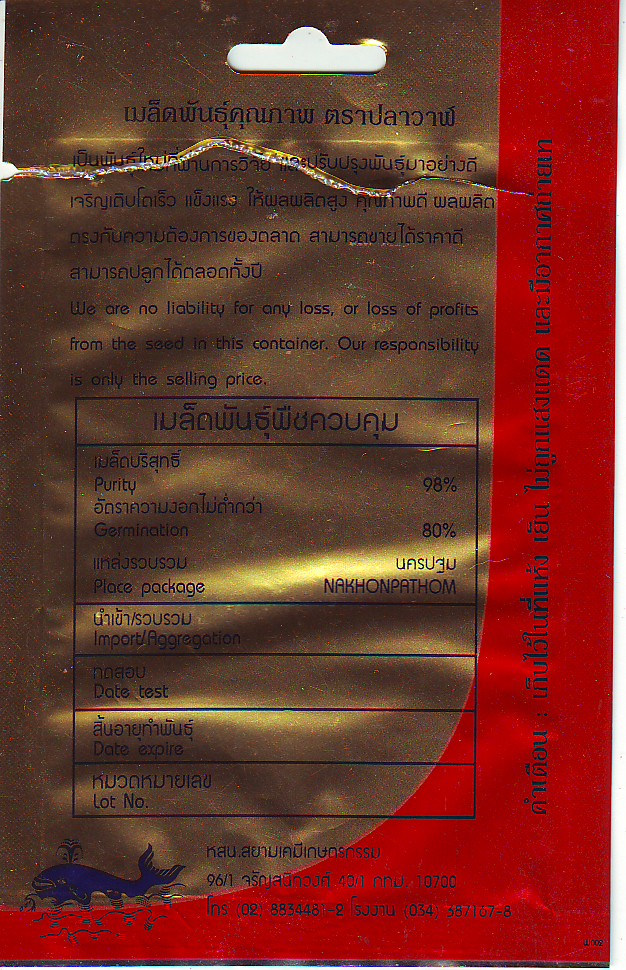 เมล็ดพันธุ์คุณภาพ ตราปลาวาฬ
เป็นพันธุ์ใหม่ที่ผ่านการวิจัย และปรับปรุงพันธุ์มาอย่างดี
เจริญเติบโตเร็ว แข็งแรง ให้ผลผลิตสูง คุณภาพดี ผลผลิต
ตรงกับความต้องการของตลาด สามารถขายได้ราคาดี
สามารถปลูกได้ตลอดทั้งปี
We are no liability for any loss, or loss of profits
from the seed in this container. Our responsibility
is only the selling price.
เมล็ดพันธุ์พืชควบคุม
เมล็ดบริสุทธิ์
Purity 98%
อัตราความงอกไม่ต่ำกว่า
Germination 80%
แหล่งรวบรวม นครปฐม
Place package NAKHONPATHOM
นำเข้า/รวบรวม
Import/Aggregation
ทดสอบ
Date test
สิ้นอายุทำพันธุ์
Date expire
หมวดหมายเลข
Lot No.
หสน.สยามเคมีเกษตรกรรม
96/1 จรัญสนิทวงศ์ 40/1 กทม. 10700
โทร (02) 8834481-2 โรงงาน (034) 387167-8
คำเตือน : เก็บไว้ในที่แห้ง เย็น ไม่ถูกแสงแดด และมีอากาศถ่ายเท